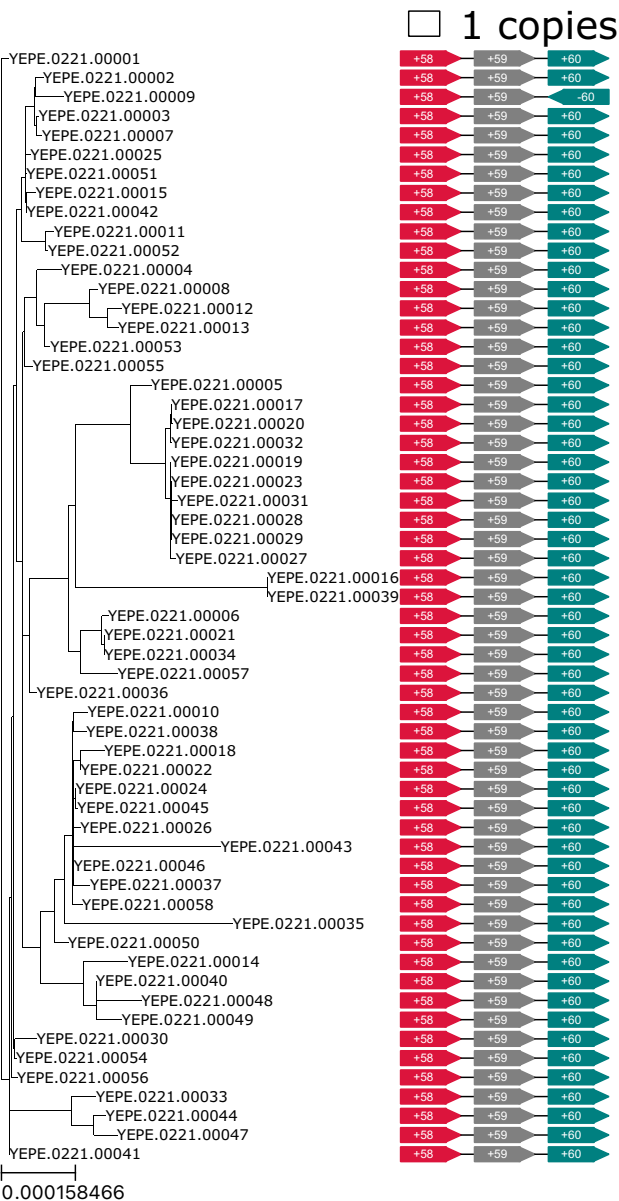 1 copies
YEPE.0221.00001 +58 +59 +60
YEPE.0221.00002 +58 +59 +60
YEPE.0221.00009 +58 +59 -60
YEPE.0221.00003 +58 +59 +60
YEPE.0221.00007 +58 +59 +60
YEPE.0221.00025 +58 +59 +60
YEPE.0221.00051 +58 +59 +60
YEPE.0221.00015 +58 +59 +60
YEPE.0221.00042 +58 +59 +60
YEPE.0221.00011 +58 +59 +60
YEPE.0221.00052 +58 +59 +60
YEPE.0221.00004 +58 +59 +60
YEPE.0221.00008 +58 +59 +60
YEPE.0221.00012 +58 +59 +60
YEPE.0221.00013 +58 +59 +60
YEPE.0221.00053 +58 +59 +60
YEPE.0221.00055 +58 +59 +60
YEPE.0221.00005 +58 +59 +60
YEPE.0221.00017 +58 +59 +60
YEPE.0221.00020 +58 +59 +60
YEPE.0221.00032 +58 +59 +60
YEPE.0221.00019 +58 +59 +60
YEPE.0221.00023 +58 +59 +60
YEPE.0221.00031 +58 +59 +60
YEPE.0221.00028 +58 +59 +60
YEPE.0221.00029 +58 +59 +60
YEPE.0221.00027 +58 +59 +60
YEPE.0221.00016 +58 +59 +60
YEPE.0221.00039 +58 +59 +60
YEPE.0221.00006 +58 +59 +60
YEPE.0221.00021 +58 +59 +60
YEPE.0221.00034 +58 +59 +60
YEPE.0221.00057 +58 +59 +60
YEPE.0221.00036 +58 +59 +60
YEPE.0221.00010 +58 +59 +60
YEPE.0221.00038 +58 +59 +60
YEPE.0221.00018 +58 +59 +60
YEPE.0221.00022 +58 +59 +60
YEPE.0221.00024 +58 +59 +60
YEPE.0221.00045 +58 +59 +60
YEPE.0221.00026 +58 +59 +60
YEPE.0221.00043 +58 +59 +60
YEPE.0221.00046 +58 +59 +60
YEPE.0221.00037 +58 +59 +60
YEPE.0221.00058 +58 +59 +60
YEPE.0221.00035 +58 +59 +60
YEPE.0221.00050 +58 +59 +60
YEPE.0221.00014 +58 +59 +60
YEPE.0221.00040 +58 +59 +60
YEPE.0221.00048 +58 +59 +60
YEPE.0221.00049 +58 +59 +60
YEPE.0221.00030 +58 +59 +60
YEPE.0221.00054 +58 +59 +60
YEPE.0221.00056 +58 +59 +60
YEPE.0221.00033 +58 +59 +60
YEPE.0221.00044 +58 +59 +60
YEPE.0221.00047 +58 +59 +60
YEPE.0221.00041 +58 +59 +60
0.000158466